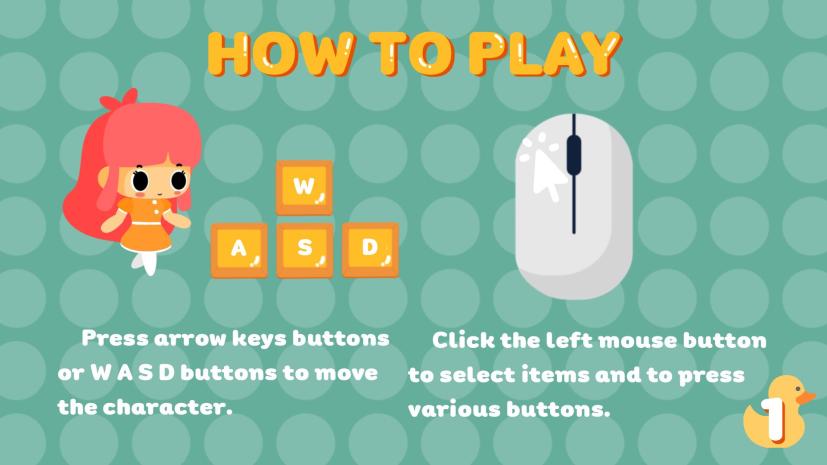 HOW TO PLAY
W
A S D
Press arrow keys buttons
or W A S D buttons to move
the character.
Click the left mouse button
to select items and to press
various buttons.
1